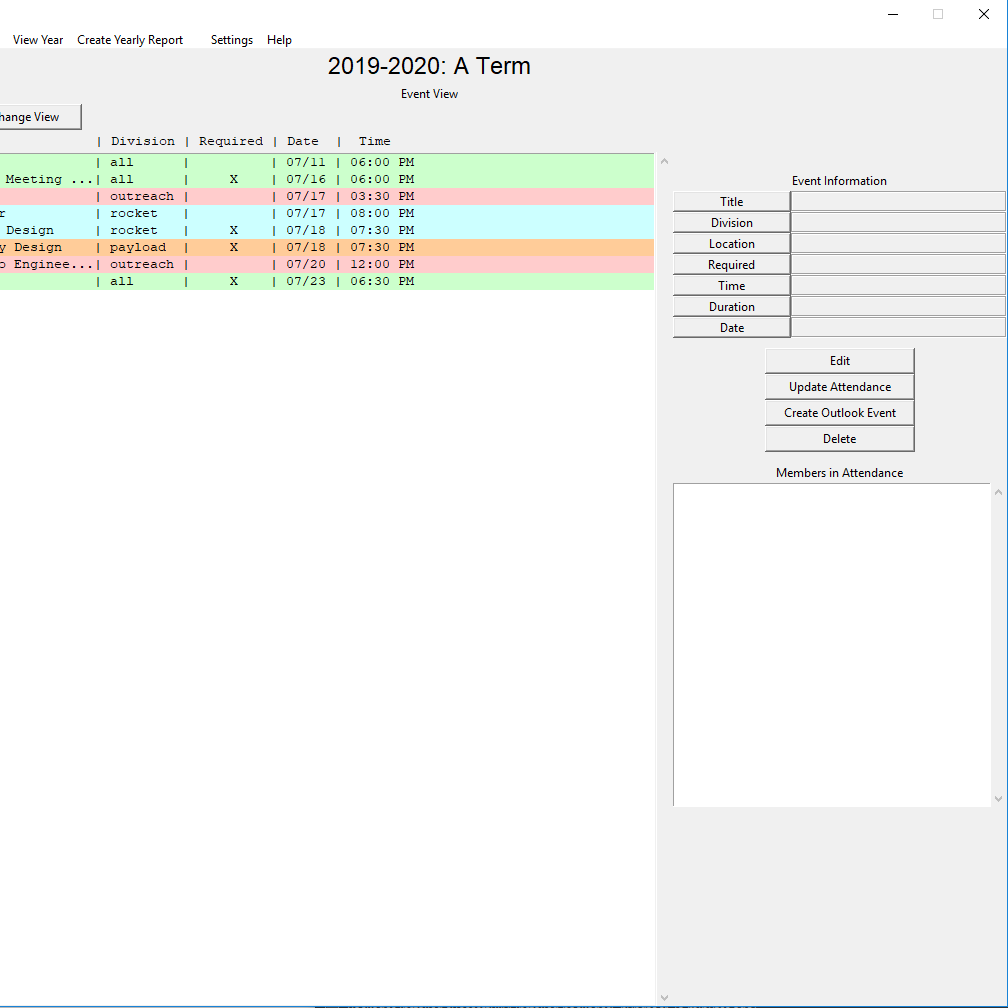 View Year Create Yearly Report Settings Help
2019-2020: A Term
Event View
hange View
| Division | Required | Date | Time
| all | | 07/11 | 06:00 PM
Meeting ...| all | X | 07/16 | 06:00 PM
| outreach | | 07/17 | 03:30 PM
r | rocket | | 07/17 | 08:00 PM
Design | rocket | X | 07/18 | 07:30 PM
y Design | payload | X | 07/18 | 07:30 PM
o Enginee...| outreach | | 07/20 | 12:00 PM
| all | X | 07/23 | 06:30 PM
Event Information
Title
Division
Location
Required
Time
Duration
Date
Edit
Update Attendance
Create Outlook Event
Delete
Members in Attendance